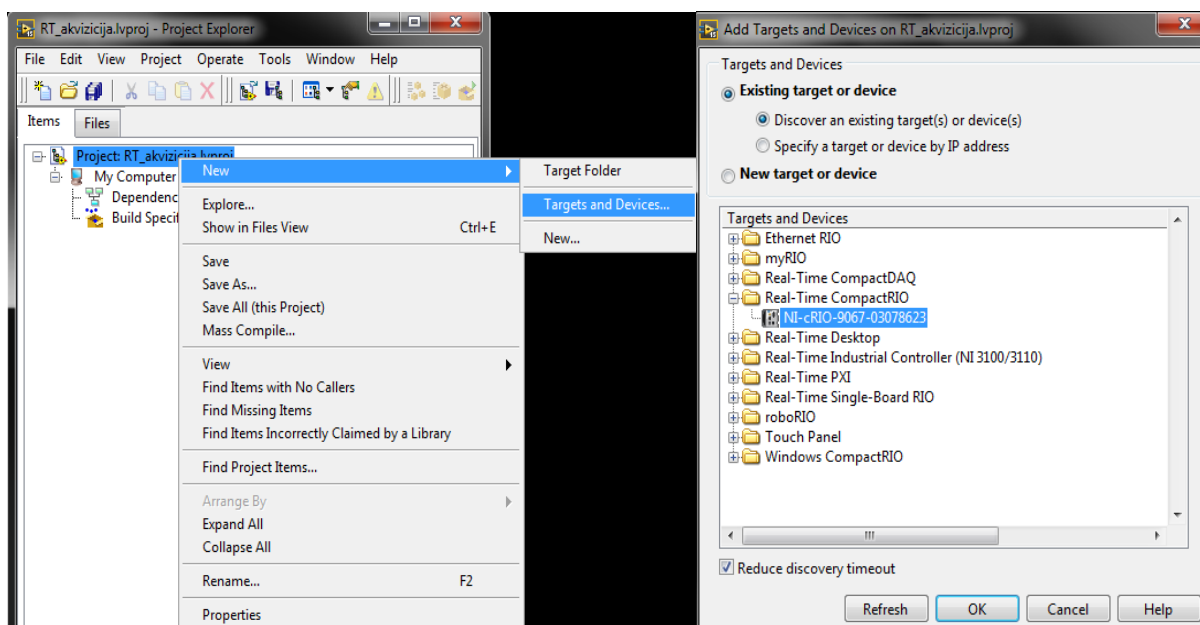 RT_akvizicija.lvproj - Project Explorer
File Edit View Project Operate Tools Window Help
Items Files
Project: RT_akvizicija.lvproj
My Computer
Dependenc
Build Specif
New
Explore...
Show in Files View Ctrl+E
Save
Save As...
Save All (this Project)
Mass Compile...
View
Find Items with No Callers
Find Missing Items
Find Items Incorrectly Claimed by a Library
Find Project Items...
Arrange By
Expand All
Collapse All
Rename... F2
Properties
Target Folder
Targets and Devices...
New...
Add Targets and Devices on RT_akvizicija.lvproj
Targets and Devices
Existing target or device
Discover an existing target(s) or device(s)
Specify a target or device by IP address
New target or device
Targets and Devices
Ethernet RIO
myRIO
Real-Time CompactDAQ
Real-Time CompactRIO
NI-cRIO-9067-03078623
Real-Time Desktop
Real-Time Industrial Controller (NI 3100/3110)
Real-Time PXI
Real-Time Single-Board RIO
roboRIO
Touch Panel
Windows CompactRIO
Reduce discovery timeout
Refresh OK Cancel Help